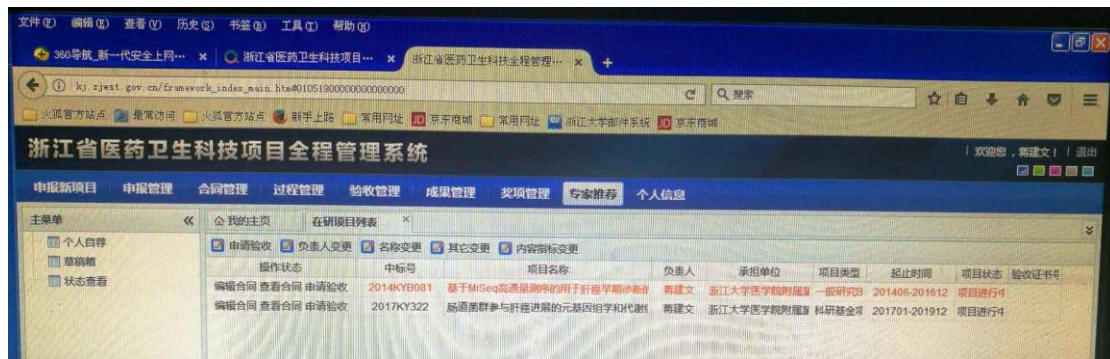 文件(F) 编辑(E) 查看(V) 历史(S) 书签(B) 工具(T) 帮助(H)
360导航_新一代安全上网… × 浙江省医药卫生科技项目… × 浙江省医药卫生科技全程管理… × +
kj.zjwst.gov.cn/framework_index_main.htm#01051900000000000000 搜索
火狐官方站点 最常访问 火狐官方站点 新手上路 常用网址 JD 京东商城 常用网址 浙江大学邮件系统 JD 京东商城
浙江省医药卫生科技项目全程管理系统 | 欢迎您,蒋建文! | 退出
申报新项目 申报管理 合同管理 过程管理 验收管理 成果管理 奖项管理 专家推荐 个人信息
主菜单 « 我的主页 在研项目列表 ×
个人自荐 申请验收 负责人变更 名称变更 其它变更 内容指标变更
草稿箱 操作状态 中标号 项目名称 负责人 承担单位 项目类型 起止时间 项目状态 验收证书号
状态查看 编辑合同 查看合同 申请验收 2014KYB081 基于MiSeq高通量测序的用于肝癌早期诊断 蒋建文 浙江大学医学院附属 一般研究B 201406-201612 项目进行
编辑合同 查看合同 申请验收 2017KY322 肠道菌群参与肝癌进展的元基因组学和代谢 蒋建文 浙江大学医学院附属 科研基金 201701-201912 项目进行